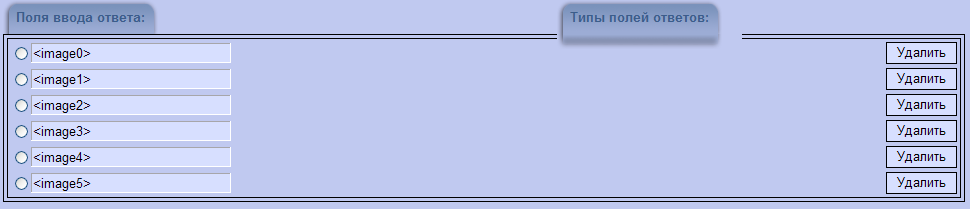 Поля ввода ответа: Типы полей ответов:
<image0> Удалить
<image1> Удалить
<image2> Удалить
<image3> Удалить
<image4> Удалить
<image5> Удалить